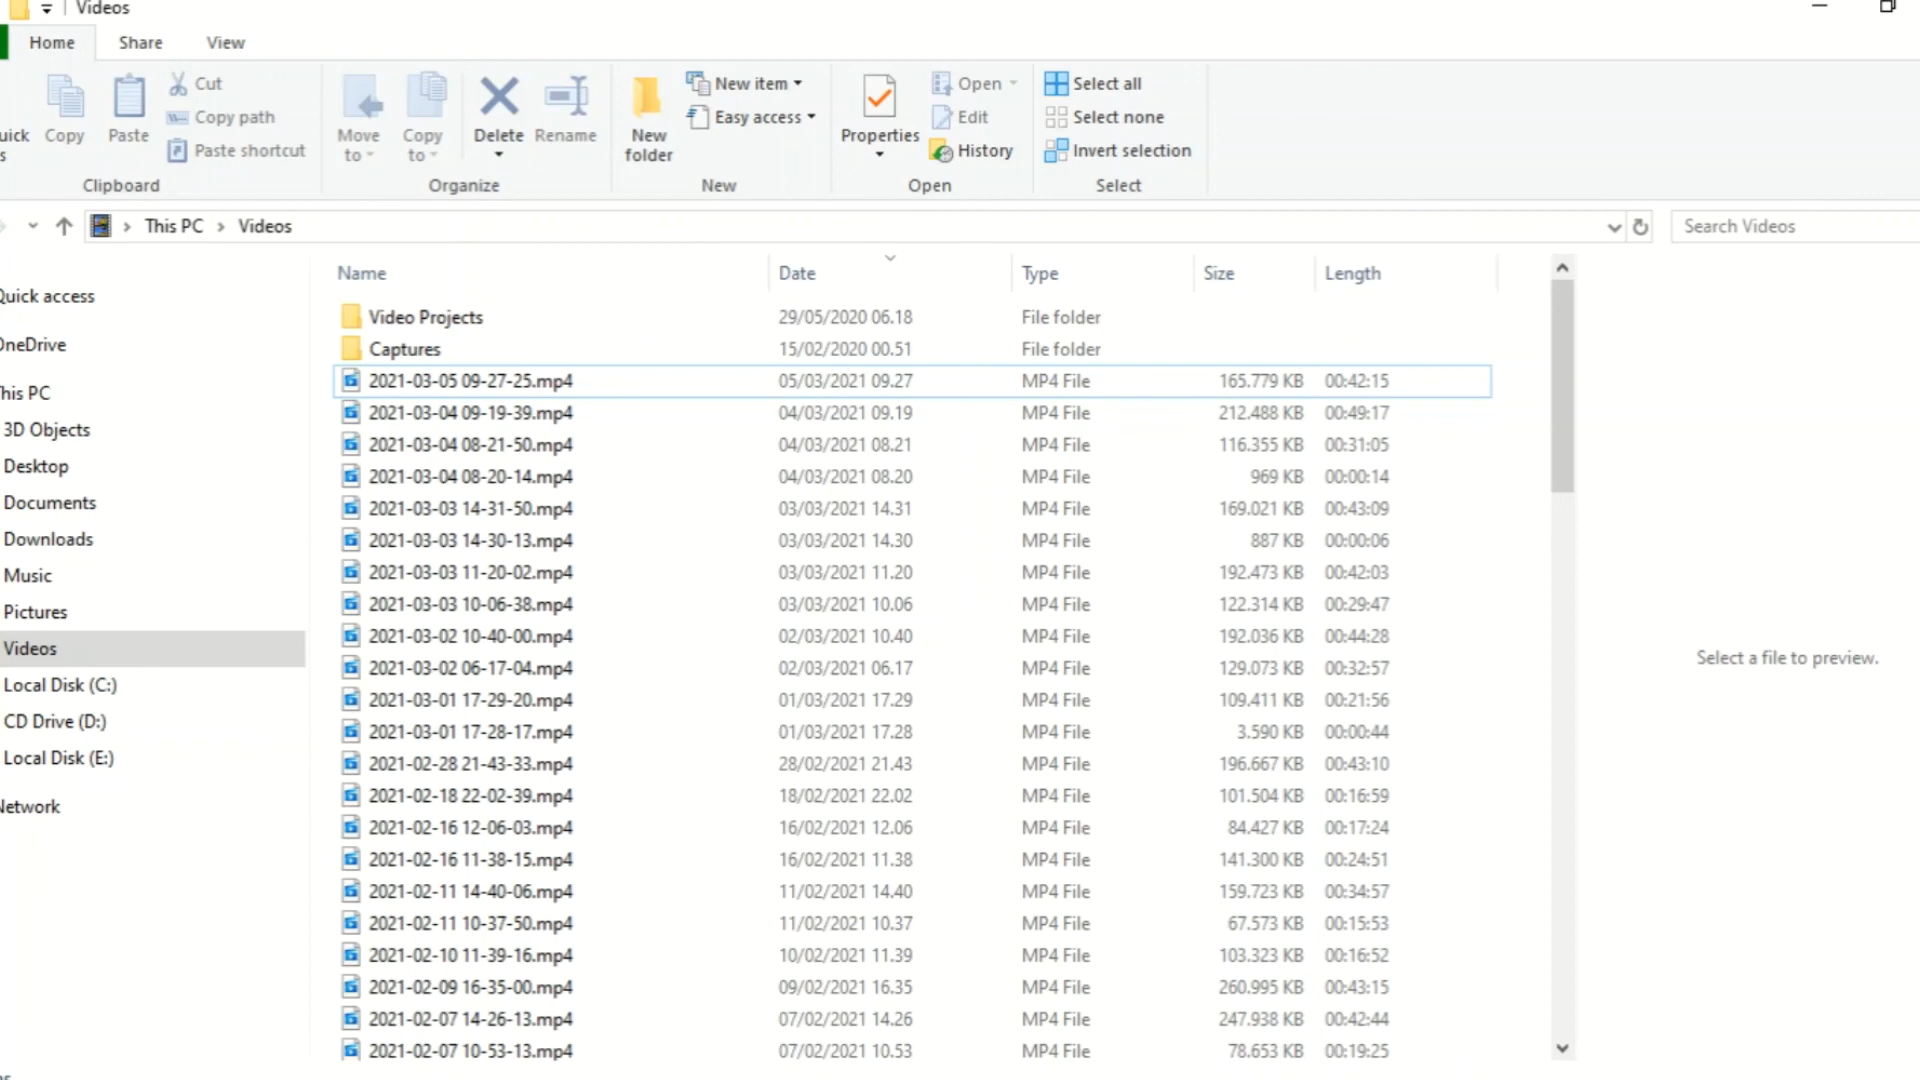 Videos
Home Share View
Copy
Paste
Cut
Copy path
Paste shortcut
Clipboard
Move to
Copy to
Delete
Rename
Organize
New folder
New item
Easy access
New
Properties
Open
Edit
History
Open
Select all
Select none
Invert selection
Select
This PC > Videos
Search Videos
Quick access
OneDrive
This PC
3D Objects
Desktop
Documents
Downloads
Music
Pictures
Videos
Local Disk (C:)
CD Drive (D:)
Local Disk (E:)
Network
Name Date Type Size Length
Video Projects 29/05/2020 06.18 File folder
Captures 15/02/2020 00.51 File folder
2021-03-05 09-27-25.mp4 05/03/2021 09.27 MP4 File 165.779 KB 00:42:15
2021-03-04 09-19-39.mp4 04/03/2021 09.19 MP4 File 212.488 KB 00:49:17
2021-03-04 08-21-50.mp4 04/03/2021 08.21 MP4 File 116.355 KB 00:31:05
2021-03-04 08-20-14.mp4 04/03/2021 08.20 MP4 File 969 KB 00:00:14
2021-03-03 14-31-50.mp4 03/03/2021 14.31 MP4 File 169.021 KB 00:43:09
2021-03-03 14-30-13.mp4 03/03/2021 14.30 MP4 File 887 KB 00:00:06
2021-03-03 11-20-02.mp4 03/03/2021 11.20 MP4 File 192.473 KB 00:42:03
2021-03-03 10-06-38.mp4 03/03/2021 10.06 MP4 File 122.314 KB 00:29:47
2021-03-02 10-40-00.mp4 02/03/2021 10.40 MP4 File 192.036 KB 00:44:28
2021-03-02 06-17-04.mp4 02/03/2021 06.17 MP4 File 129.073 KB 00:32:57
2021-03-01 17-29-20.mp4 01/03/2021 17.29 MP4 File 109.411 KB 00:21:56
2021-03-01 17-28-17.mp4 01/03/2021 17.28 MP4 File 3.590 KB 00:00:44
2021-02-28 21-43-33.mp4 28/02/2021 21.43 MP4 File 196.667 KB 00:43:10
2021-02-18 22-02-39.mp4 18/02/2021 22.02 MP4 File 101.504 KB 00:16:59
2021-02-16 12-06-03.mp4 16/02/2021 12.06 MP4 File 84.427 KB 00:17:24
2021-02-16 11-38-15.mp4 16/02/2021 11.38 MP4 File 141.300 KB 00:24:51
2021-02-11 14-40-06.mp4 11/02/2021 14.40 MP4 File 159.723 KB 00:34:57
2021-02-11 10-37-50.mp4 11/02/2021 10.37 MP4 File 67.573 KB 00:15:53
2021-02-10 11-39-16.mp4 10/02/2021 11.39 MP4 File 103.323 KB 00:16:52
2021-02-09 16-35-00.mp4 09/02/2021 16.35 MP4 File 260.995 KB 00:43:15
2021-02-07 14-26-13.mp4 07/02/2021 14.26 MP4 File 247.938 KB 00:42:44
2021-02-07 10-53-13.mp4 07/02/2021 10.53 MP4 File 78.653 KB 00:19:25
Select a file to preview.